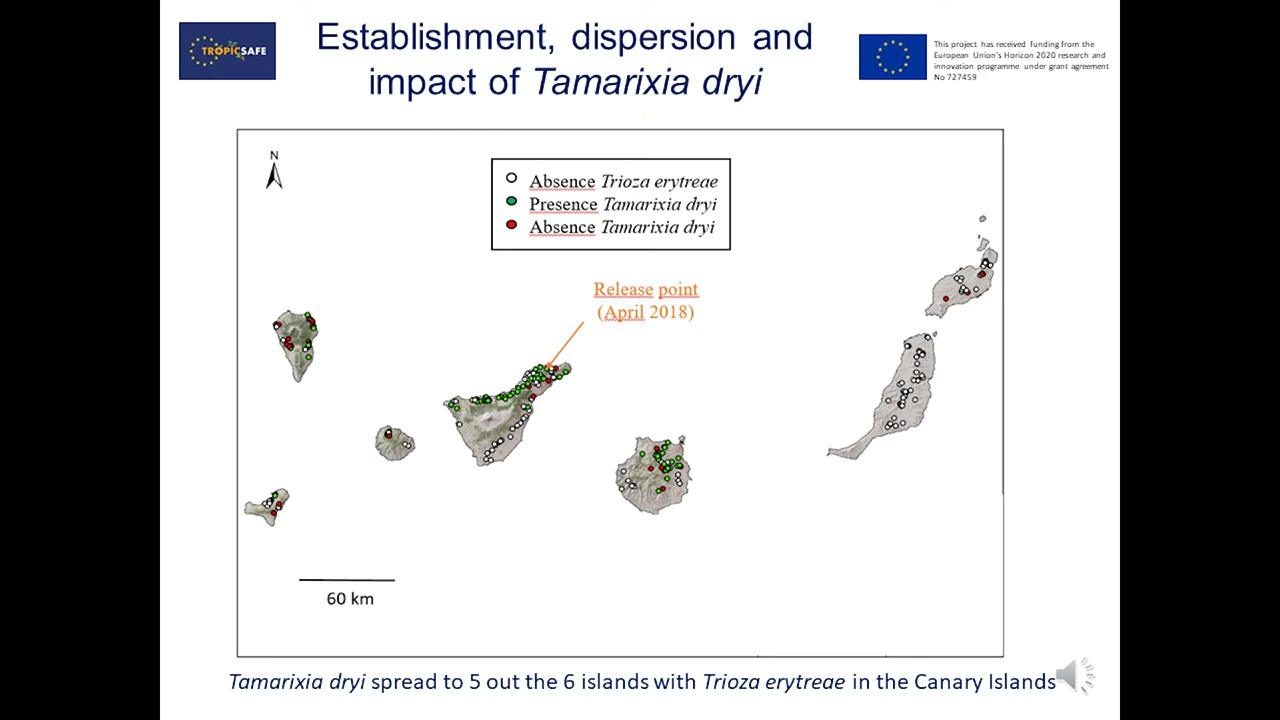 TROPICSAFE
Establishment, dispersion and
impact of Tamarixia dryi
This project has received funding from the
European Union's Horizon 2020 research and
innovation programme under grant agreement
No 727459
N
Absence Trioza erytreae
Presence Tamarixia dryi
Absence Tamarixia dryi
Release point
(April 2018)
60 km
Tamarixia dryi spread to 5 out the 6 islands with Trioza erytreae in the Canary Islands